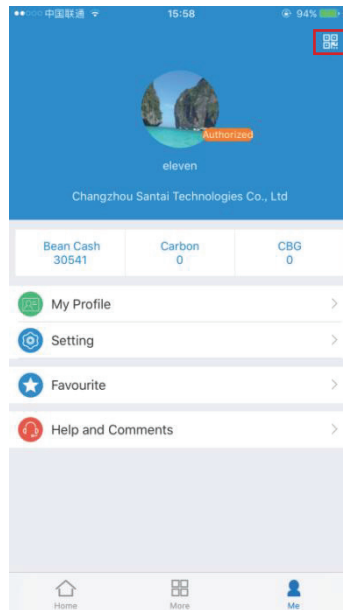 中国联通 15:58 94%
Authorized
eleven
Changzhou Santai Technologies Co., Ltd
Bean Cash Carbon CBG
30541 0 0
My Profile
Setting
Favourite
Help and Comments
Home More Me